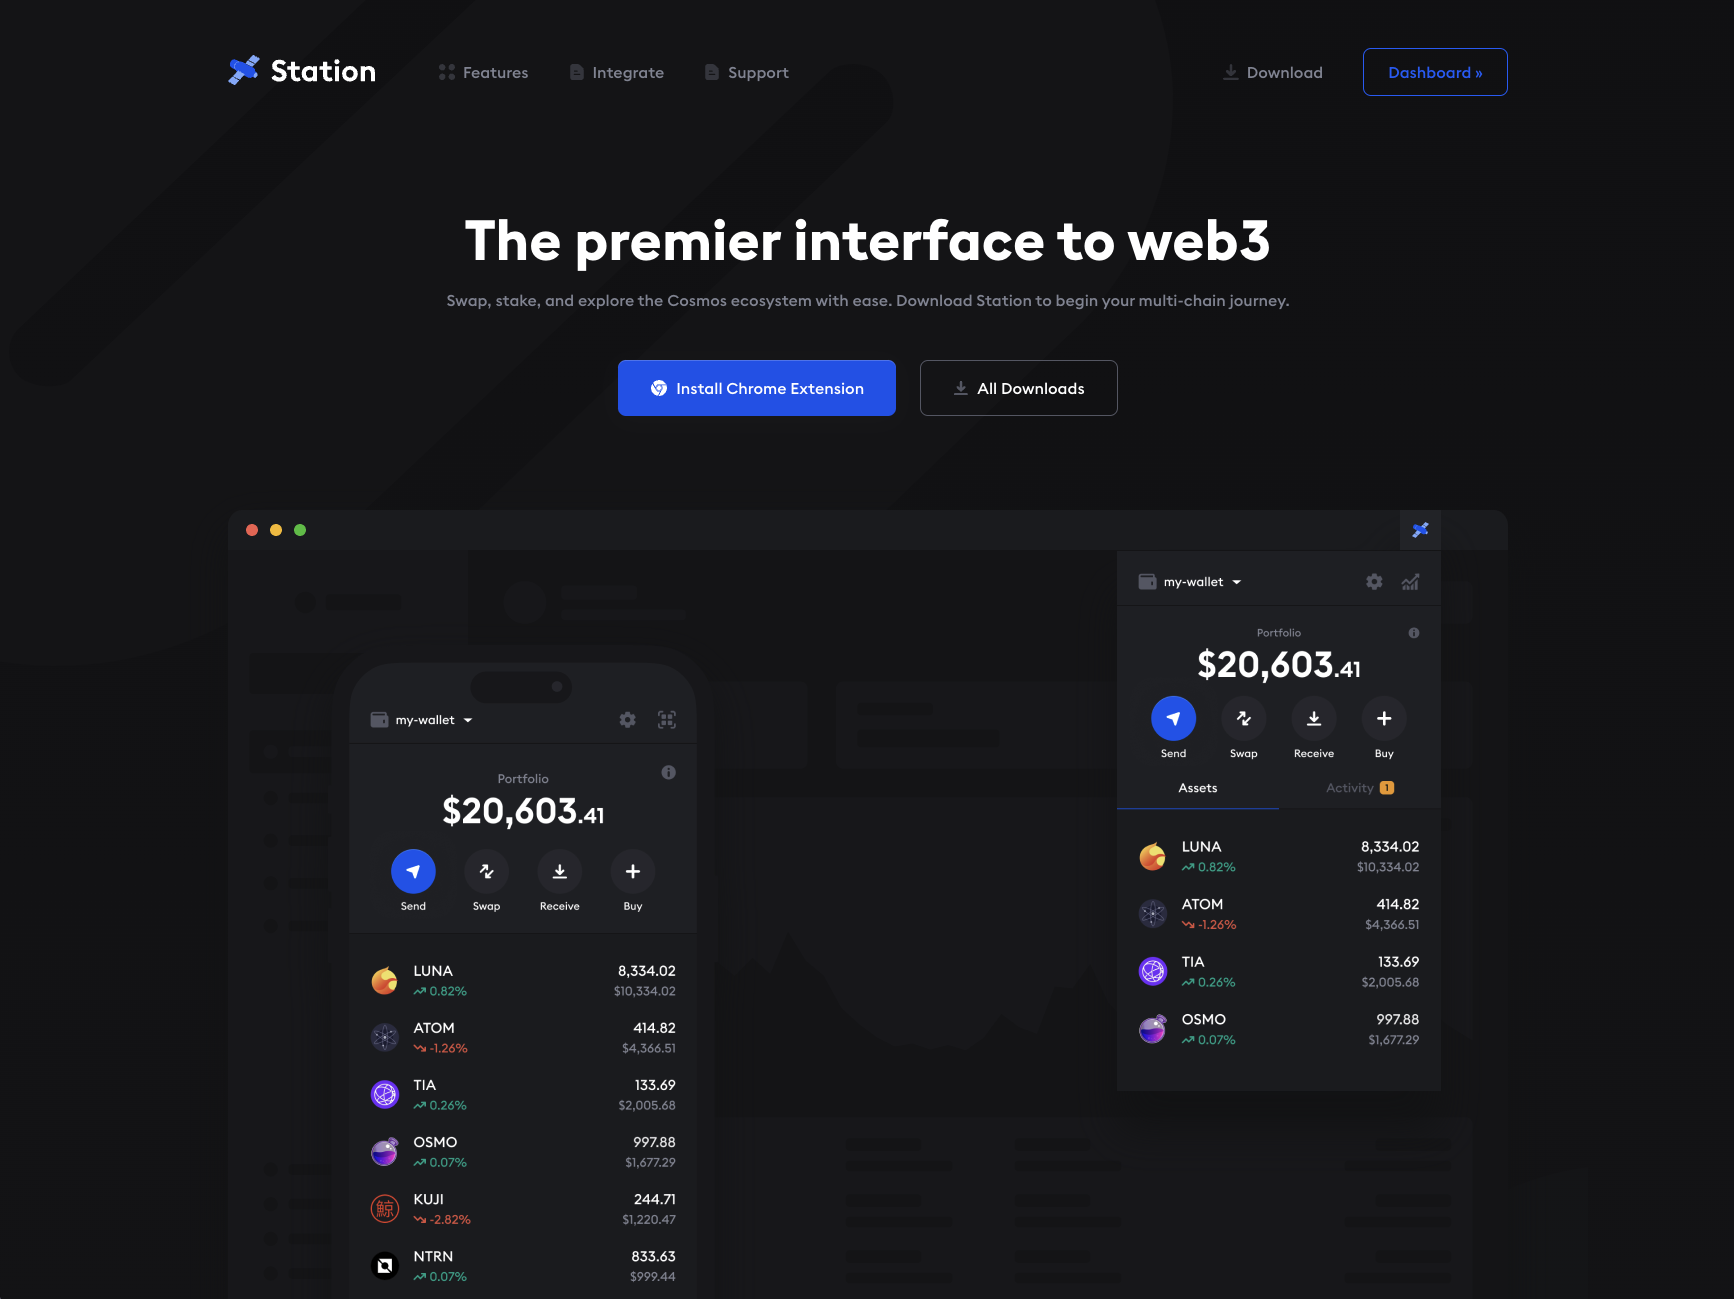 Station
Features
Integrate
Support
Download
Dashboard »
The premier interface to web3
Swap, stake, and explore the Cosmos ecosystem with ease. Download Station to begin your multi-chain journey.
Install Chrome Extension
All Downloads
my-wallet
Portfolio
$20,603.41
Send Swap Receive Buy
LUNA 8,334.02
0.82% $10,334.02
ATOM 414.82
-1.26% $4,366.51
TIA 133.69
0.26% $2,005.68
OSMO 997.88
0.07% $1,677.29
KUJI 244.71
-2.82% $1,220.47
NTRN 833.63
0.07% $999.44
鯨
my-wallet
Portfolio
$20,603.41
Send Swap Receive Buy
Assets Activity 1
LUNA 8,334.02
0.82% $10,334.02
ATOM 414.82
-1.26% $4,366.51
TIA 133.69
0.26% $2,005.68
OSMO 997.88
0.07% $1,677.29